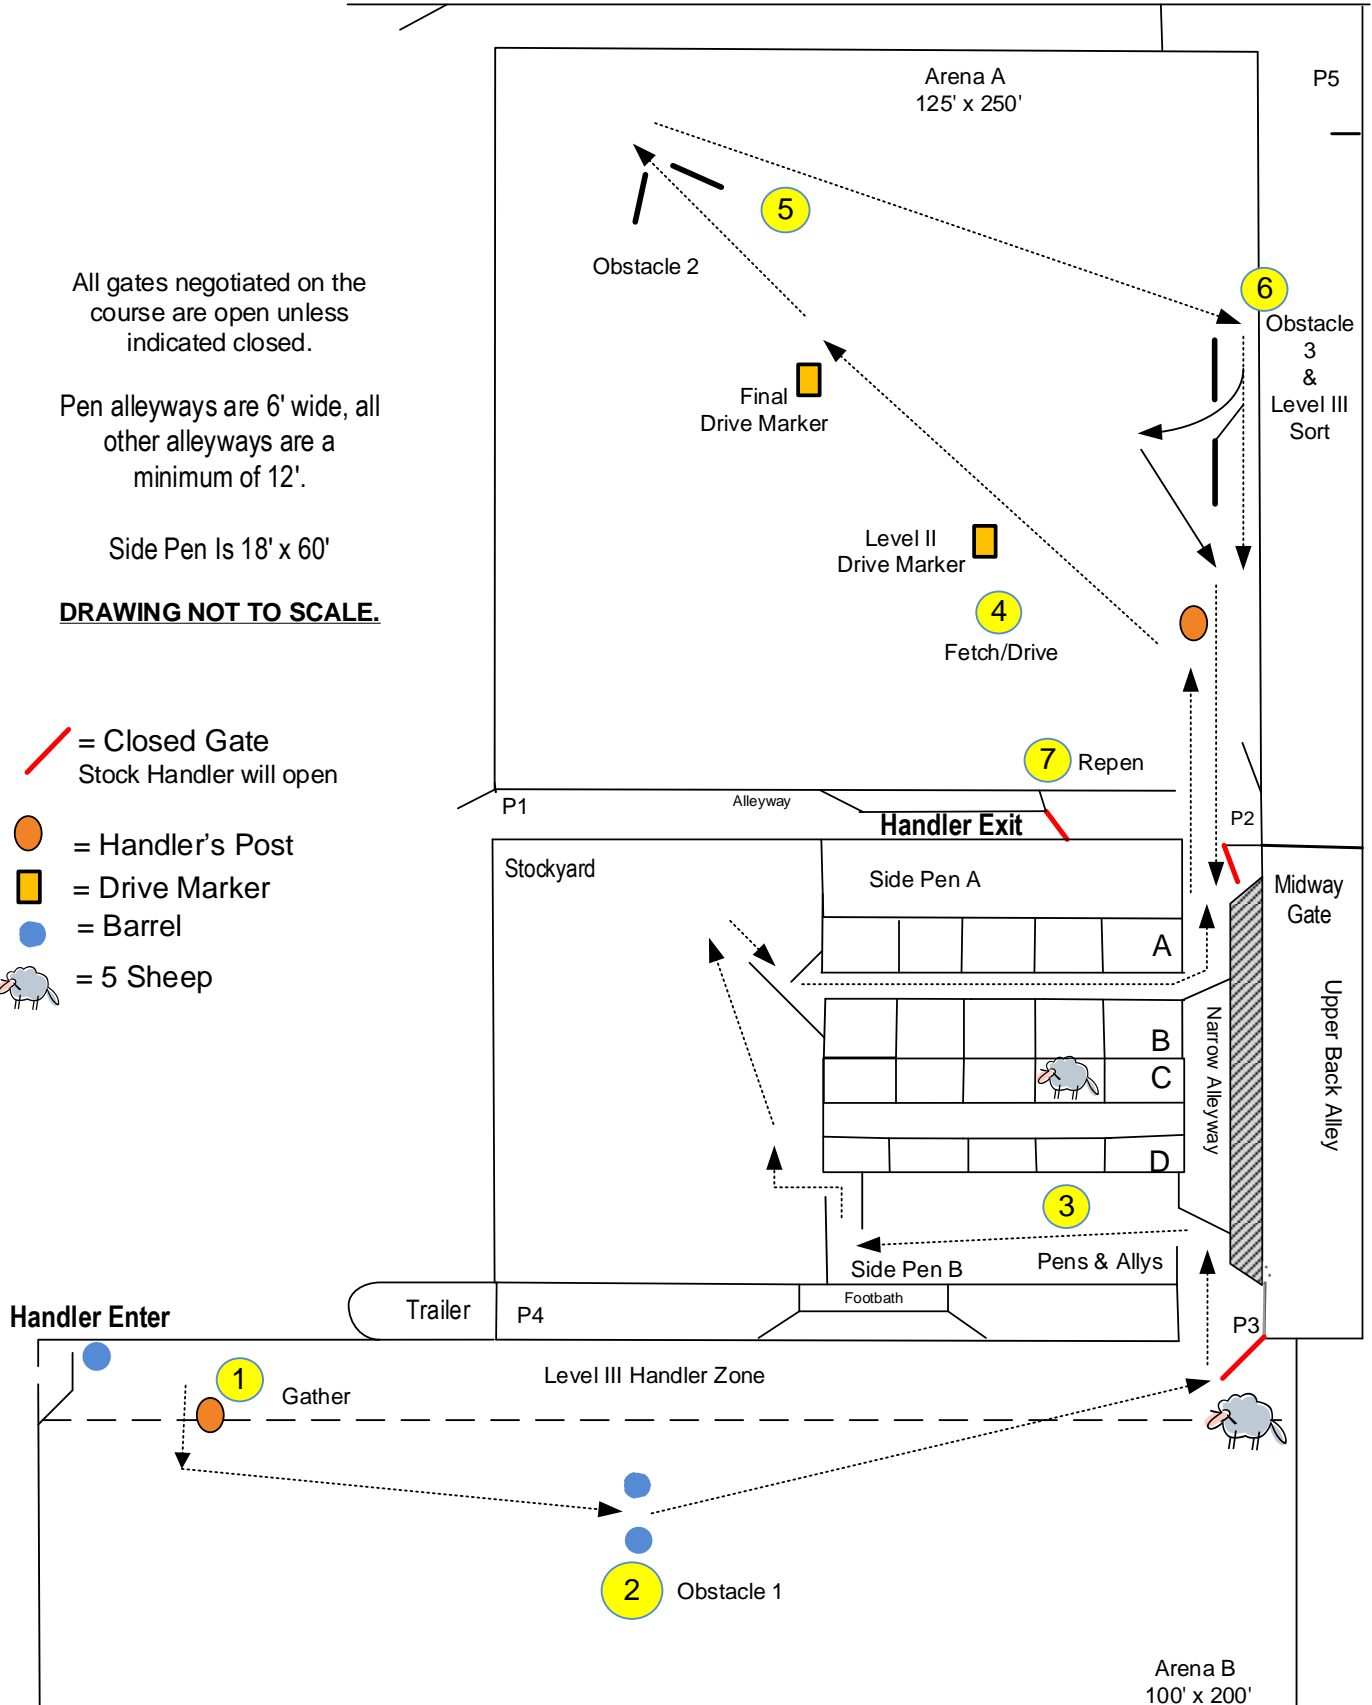 Arena A
125' x 250'
P5
5
Obstacle 2
6
Obstacle
3
&
Level III
Sort
All gates negotiated on the
course are open unless
indicated closed.
Pen alleyways are 6' wide, all
other alleyways are a
minimum of 12'.
Side Pen Is 18' x 60'
DRAWING NOT TO SCALE.
Final
Drive Marker
Level II
Drive Marker
4
Fetch/Drive
= Closed Gate
Stock Handler will open
= Handler's Post
= Drive Marker
= Barrel
= 5 Sheep
7
Repen
P1
Alleyway
Handler Exit
P2
Stockyard
Side Pen A
Midway
Gate
A
B
C
D
Narrow Alleyway
Upper Back Alley
3
Side Pen B
Pens & Allys
Footbath
Handler Enter
Trailer
P4
P3
1
Gather
Level III Handler Zone
2
Obstacle 1
Arena B
100' x 200'